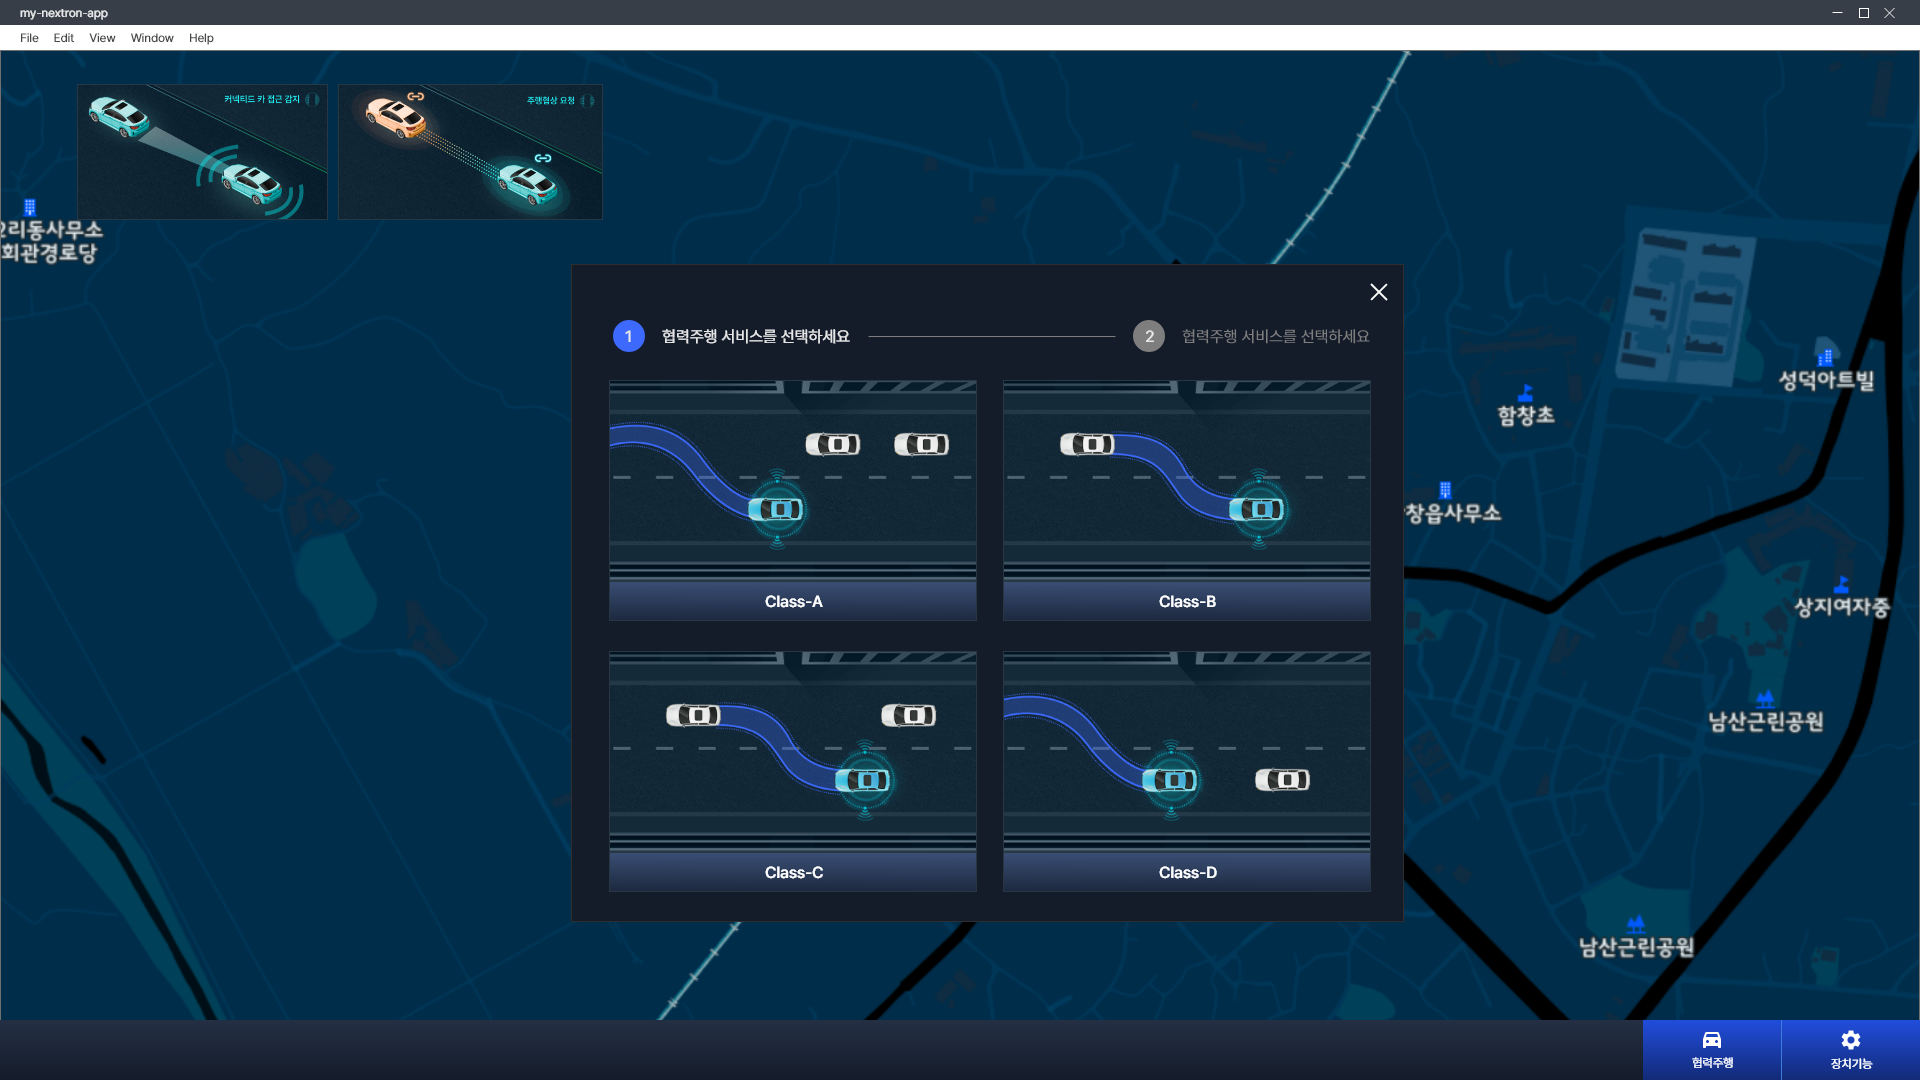 my-nextron-app
File Edit View Window Help
커넥티드 카 접근 감지
주행협상 요청
리동사무소
회관경로당
1 협력주행 서비스를 선택하세요
2 협력주행 서비스를 선택하세요
Class-A
Class-B
Class-C
Class-D
성덕아트빌
함창초
창읍사무소
상지여자중
남산근린공원
남산근린공원
협력주행
장치기능